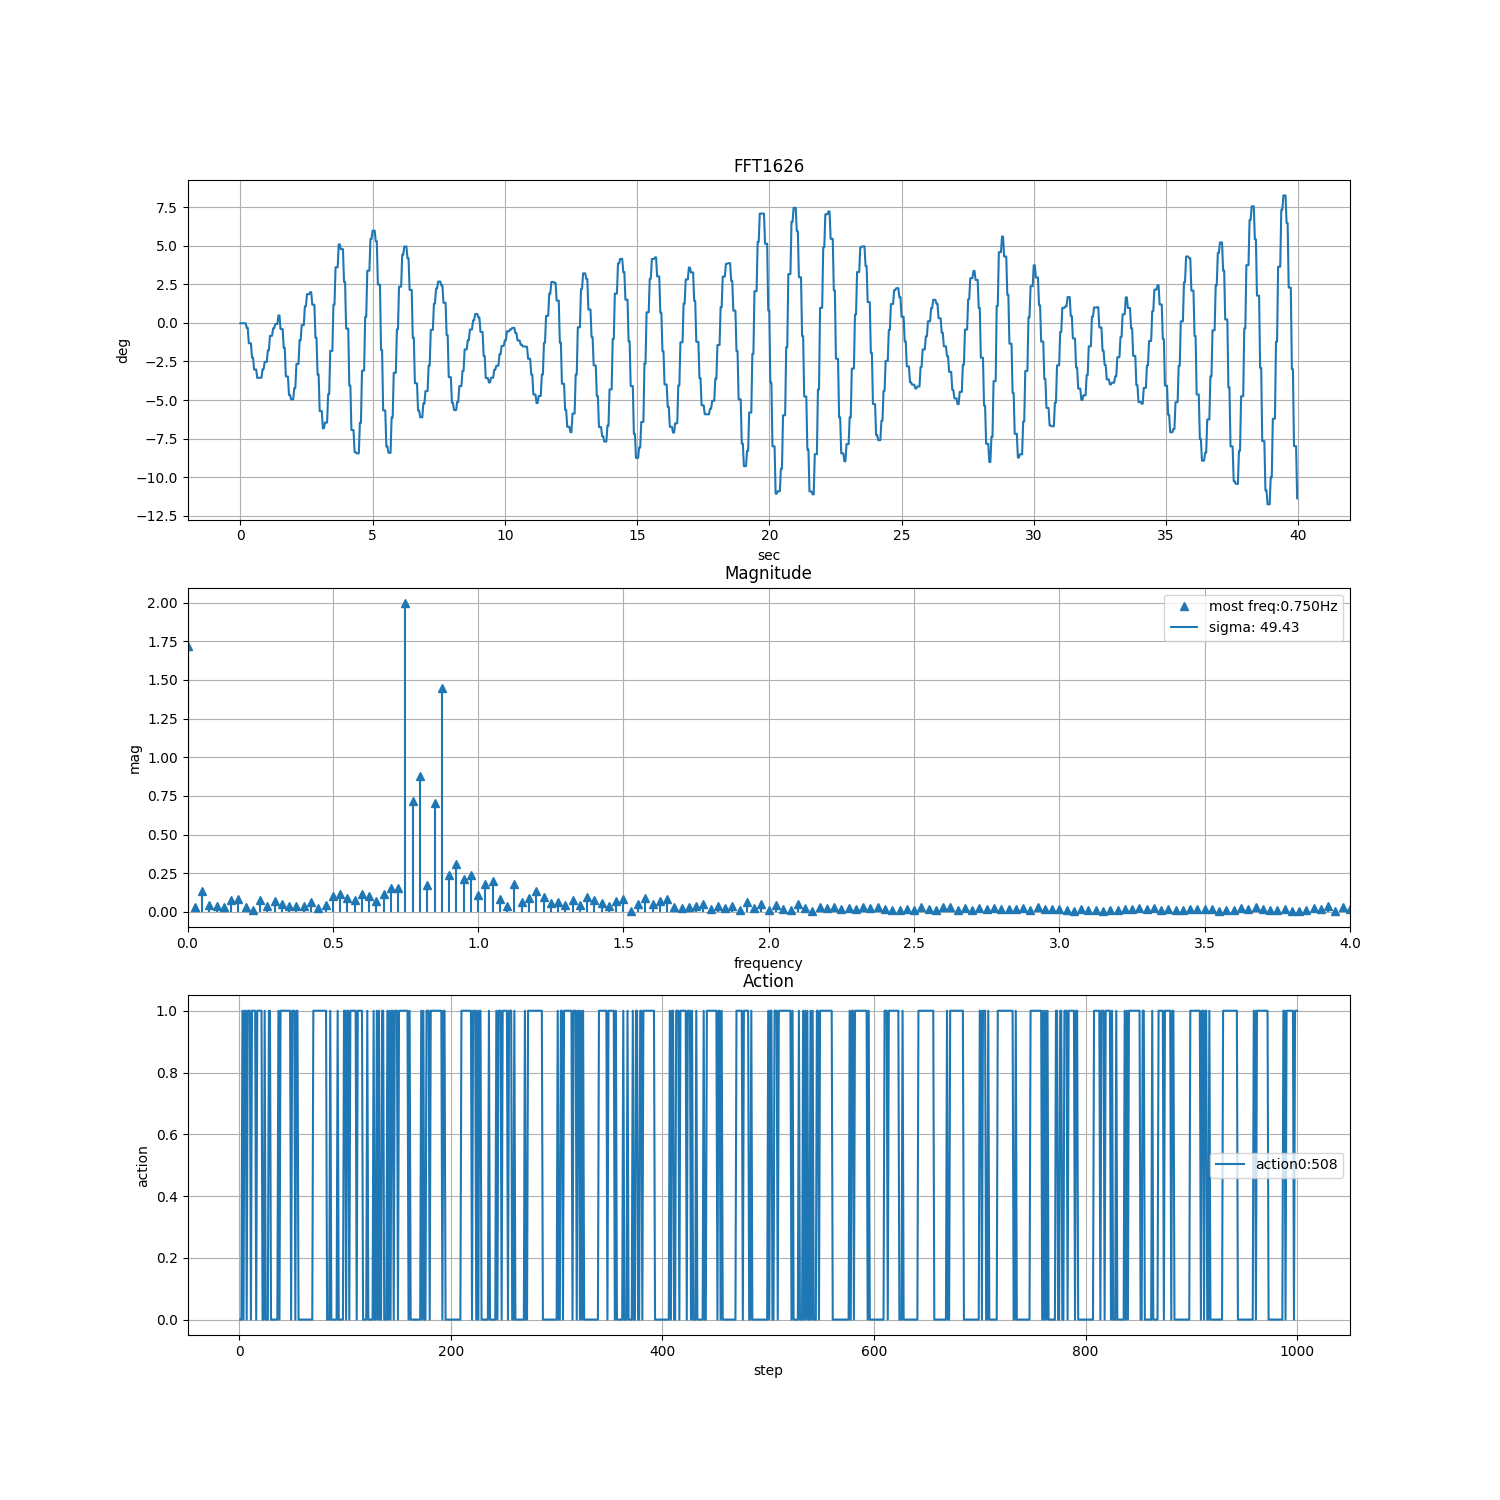 FFT1626
7.5
5.0
2.5
0.0
−2.5
−5.0
−7.5
−10.0
−12.5
deg
0 5 10 15 20 25 30 35 40
sec
Magnitude
2.00
1.75
1.50
1.25
1.00
0.75
0.50
0.25
0.00
mag
most freq:0.750Hz
sigma: 49.43
0.0 0.5 1.0 1.5 2.0 2.5 3.0 3.5 4.0
frequency
Action
1.0
0.8
0.6
0.4
0.2
0.0
action
action0:508
0 200 400 600 800 1000
step